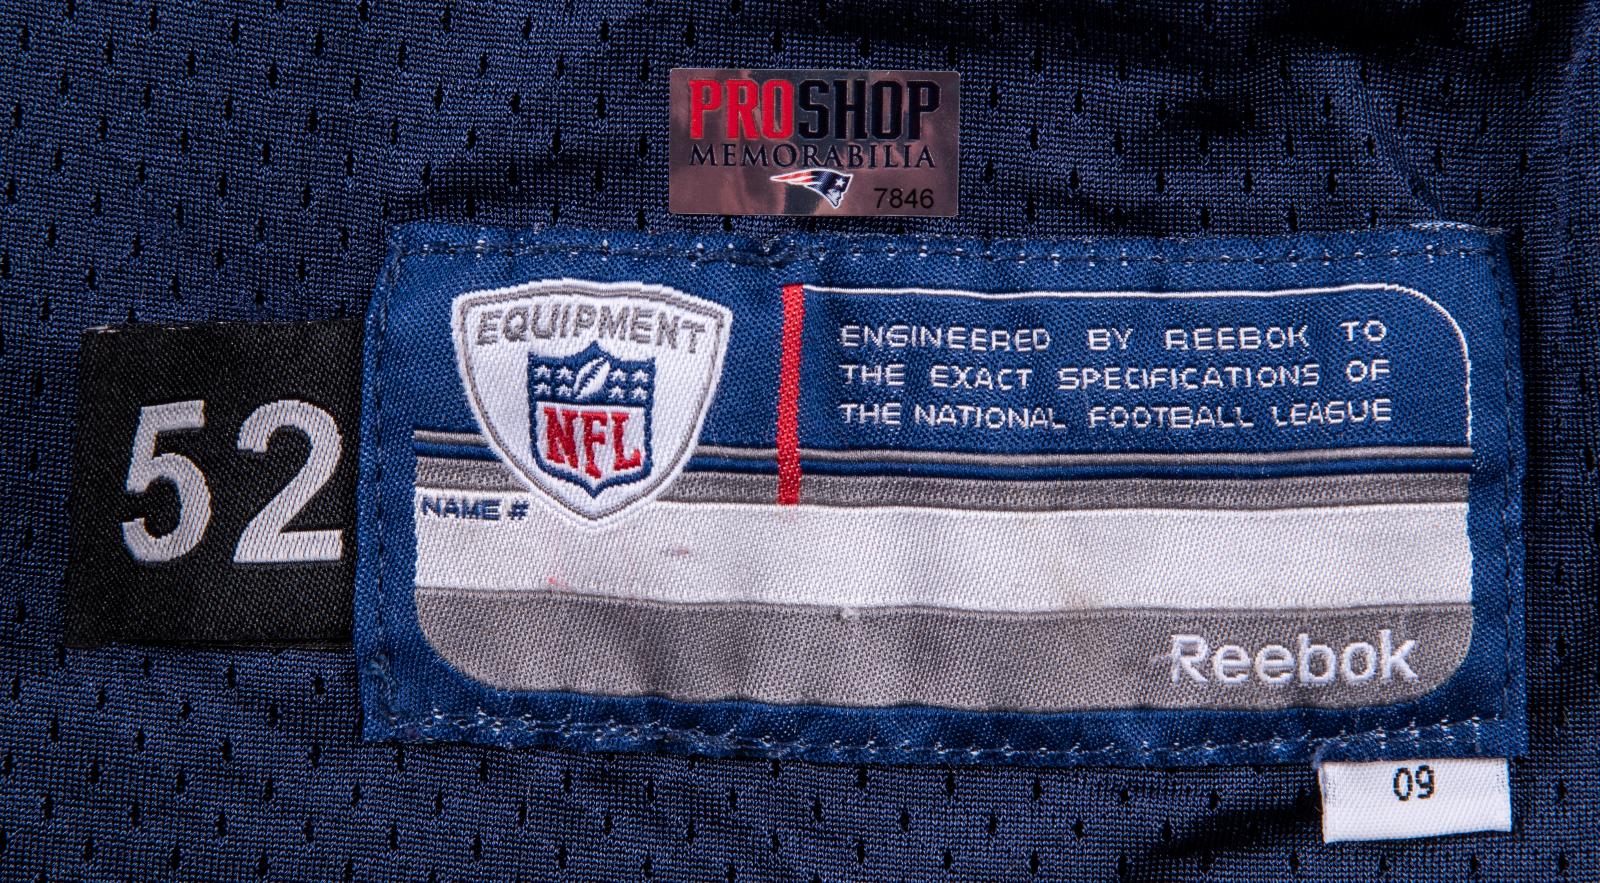 PROSHOP
MEMORABILIA
7846
EQUIPMENT
NFL
ENGINEERED BY REEBOK TO
THE EXACT SPECIFICATIONS OF
THE NATIONAL FOOTBALL LEAGUE
52
NAME #
Reebok
09